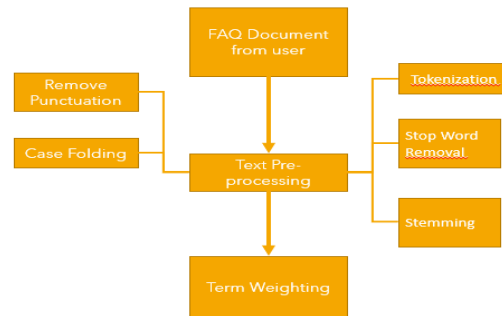 FAQ Document
from user
Remove
Punctuation
Tokenization
Case Folding
Stop Word
Removal
Text Pre-
processing
Stemming
Term Weighting